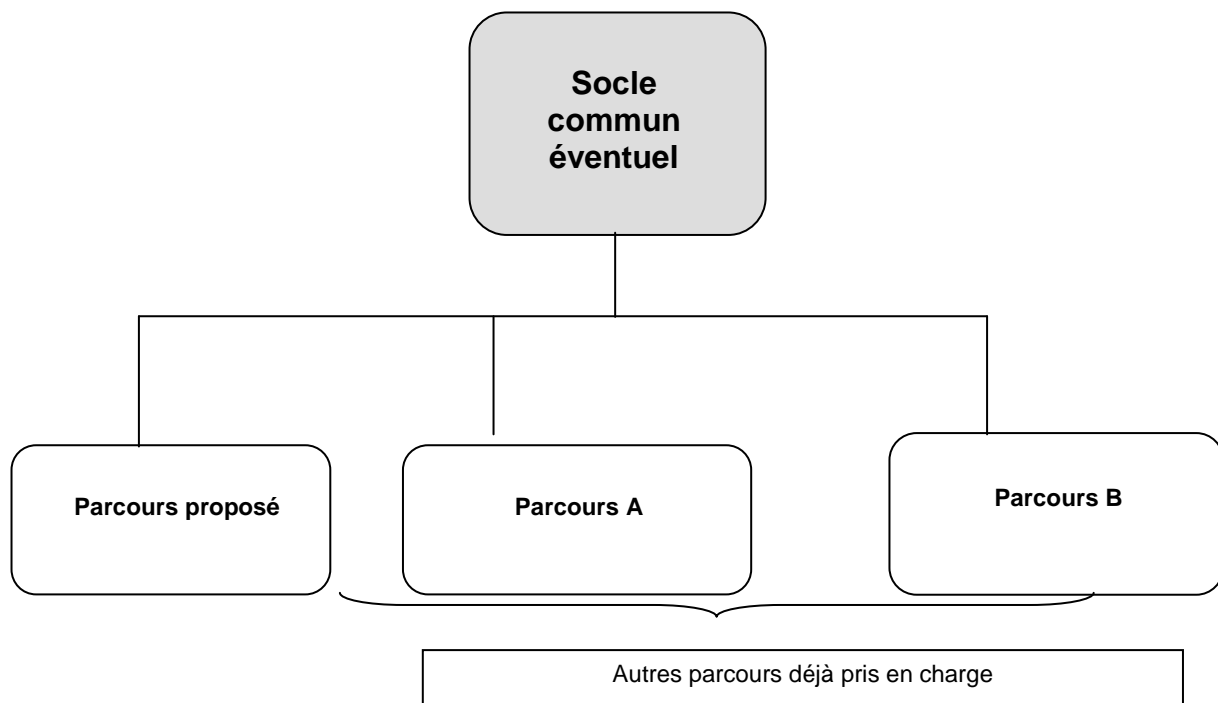 Socle
commun
éventuel
Parcours proposé
Parcours A
Parcours B
Autres parcours déjà pris en charge